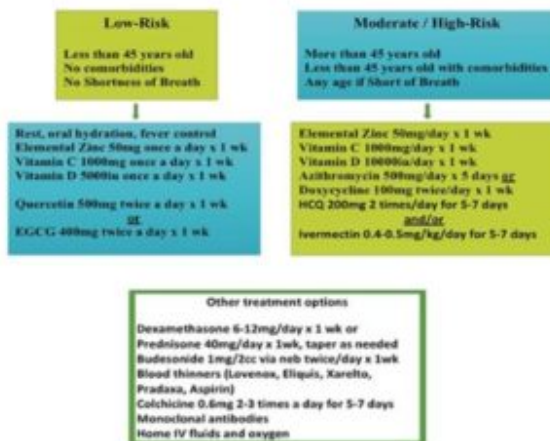 Low-Risk
Less than 45 years old
No comorbidities
No Shortness of Breath
Moderate / High-Risk
More than 45 years old
Less than 45 years old with comorbidities
Any age if Short of Breath
Rest, oral hydration, fever control
Elemental Zinc 50mg once a day x 1 wk
Vitamin C 1000mg once a day x 1 wk
Vitamin D 5000iu once a day x 1 wk
Quercetin 500mg twice a day x 1 wk
or
EGCG 400mg twice a day x 1 wk
Elemental Zinc 50mg/day x 1 wk
Vitamin C 1000mg/day x 1 wk
Vitamin D 10000iu/day x 1 wk
Azithromycin 500mg/day x 5 days or
Doxycycline 100mg twice/day x 1 wk
HCQ 200mg 2 times/day for 5-7 days
and/or
Ivermectin 0.4-0.5mg/kg/day for 5-7 days
Other treatment options
Dexamethasone 6-12mg/day x 1 wk or
Prednisone 40mg/day x 1wk, taper as needed
Budesonide 1mg/2cc via neb twice/day x 1wk
Blood thinners (Lovenox, Eliquis, Xarelto,
Pradaxa, Aspirin)
Colchicine 0.6mg 2-3 times a day for 5-7 days
Monoclonal antibodies
Home IV fluids and oxygen